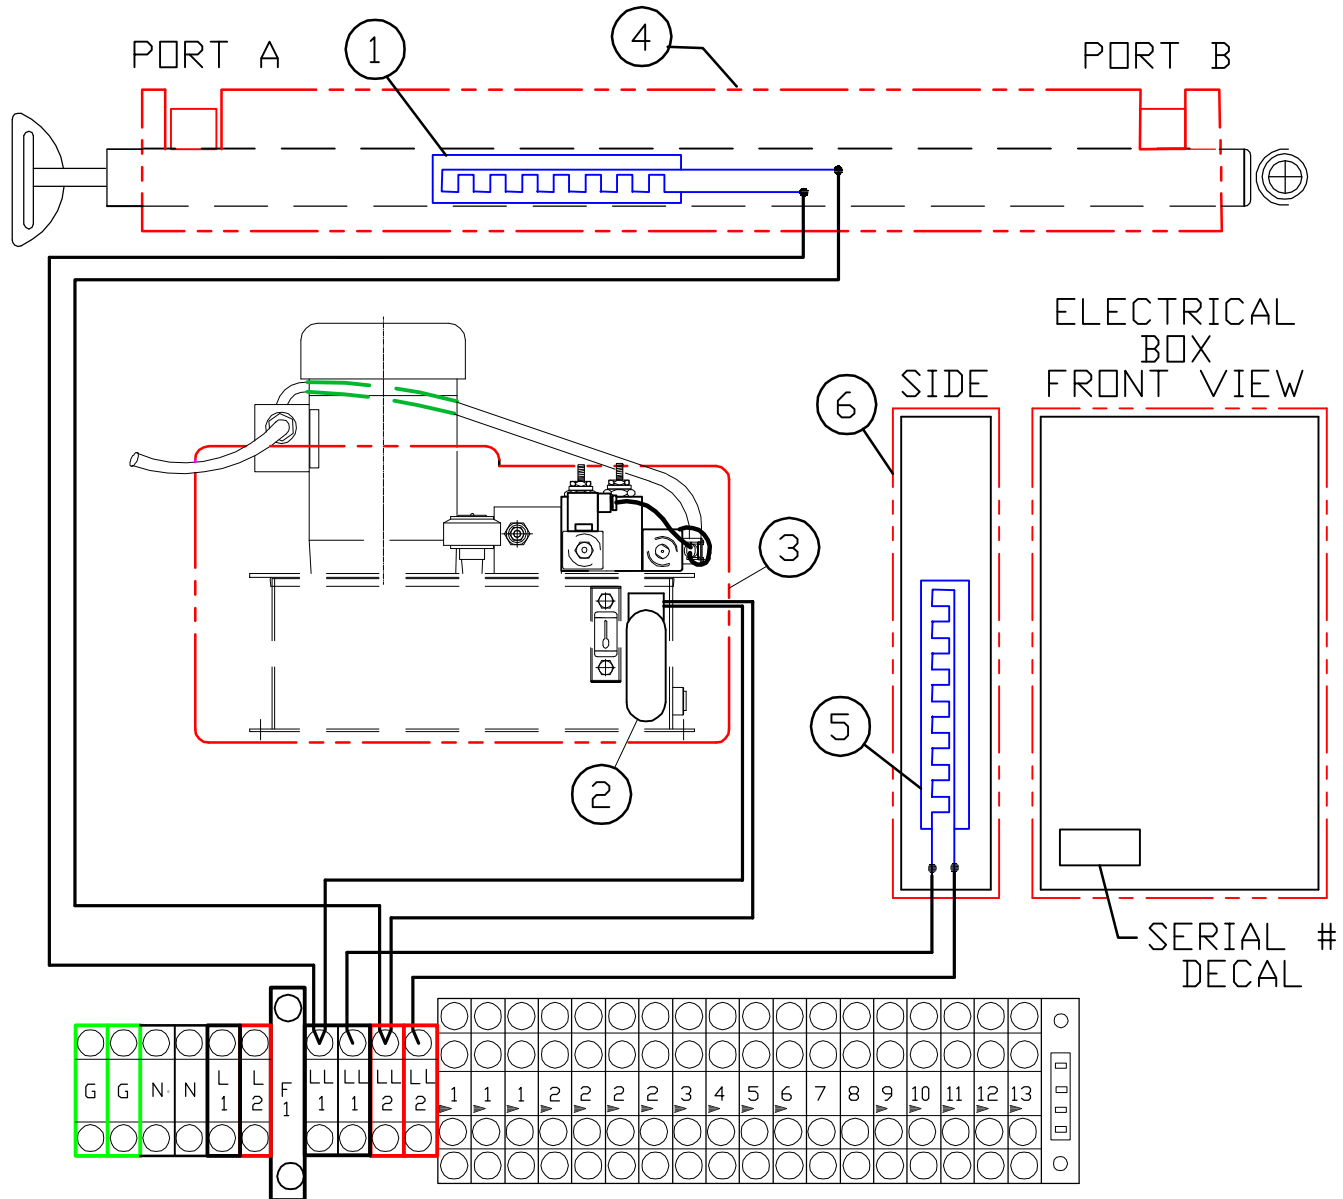 PORT A
1
4
PORT B
ELECTRICAL
BOX
SIDE
FRONT VIEW
6
3
5
2
SERIAL #
DECAL
G G N N L1 L2 F1 LL1 LL1 LL2 LL2 1 1 1 2 2 2 2 3 4 5 6 7 8 9 10 11 12 13